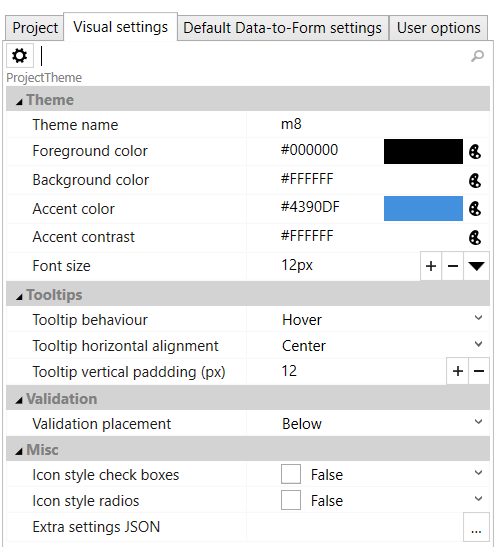 Project Visual settings Default Data-to-Form settings User options
ProjectTheme
Theme
Theme name m8
Foreground color #000000
Background color #FFFFFF
Accent color #4390DF
Accent contrast #FFFFFF
Font size 12px + −
Tooltips
Tooltip behaviour Hover
Tooltip horizontal alignment Center
Tooltip vertical paddding (px) 12 + −
Validation
Validation placement Below
Misc
Icon style check boxes False
Icon style radios False
Extra settings JSON ...